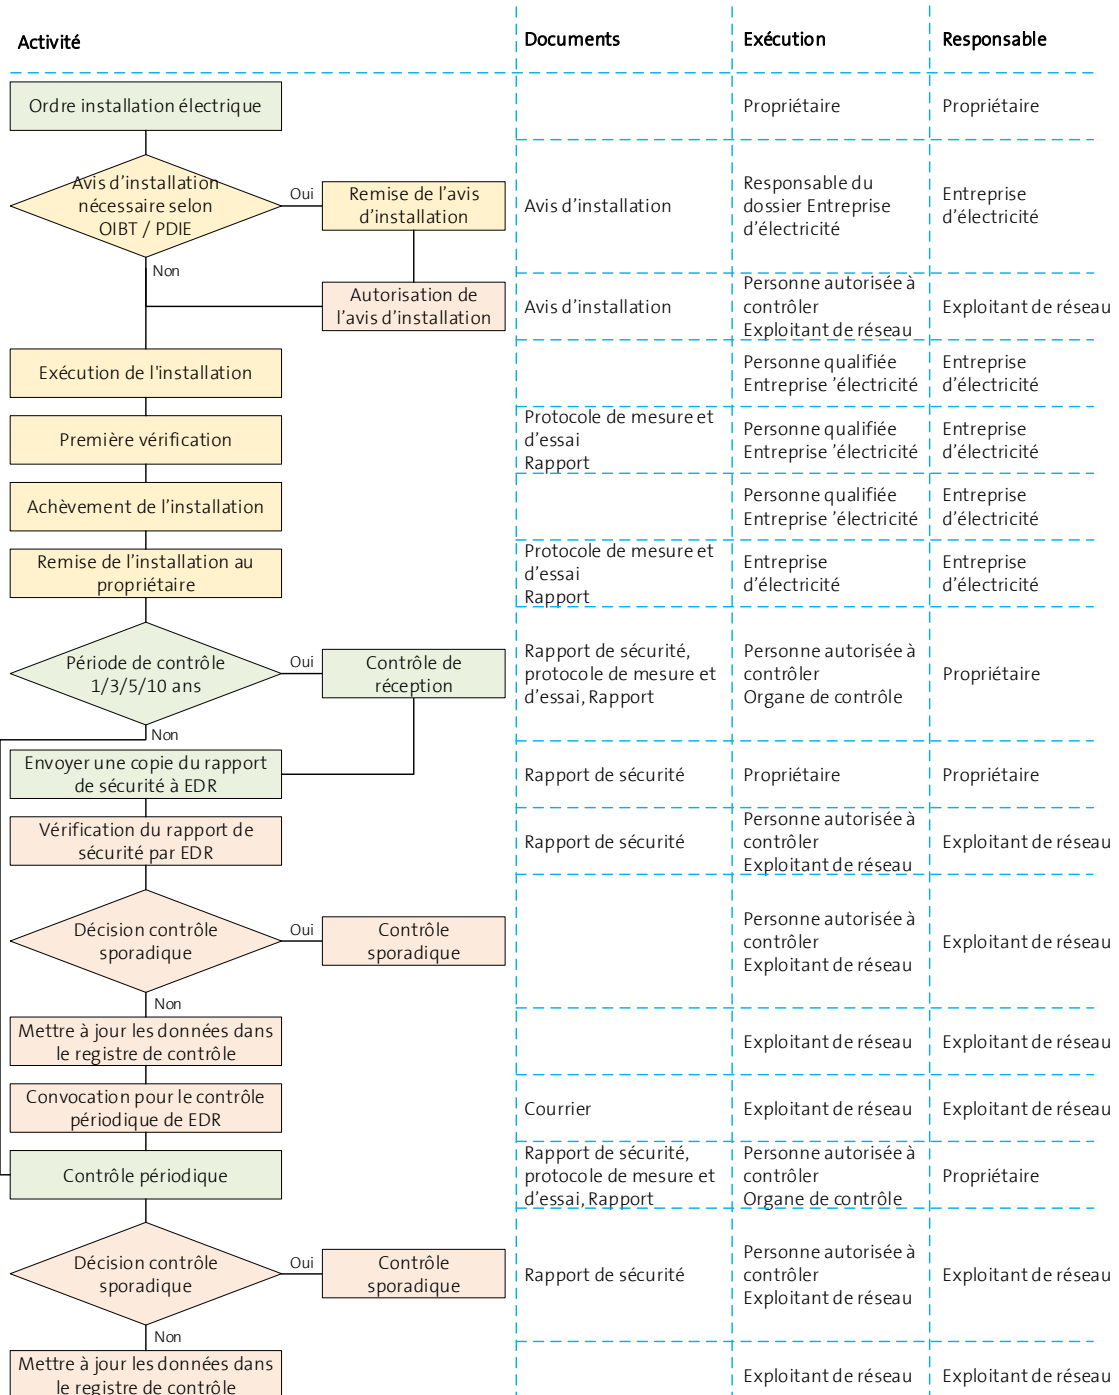 Activité
Documents
Exécution
Responsable
Ordre installation électrique
Propriétaire
Propriétaire
Avis d'installation
nécessaire selon
OIBT / PDIE
Oui
Non
Remise de l'avis
d'installation
Avis d'installation
Responsable du
dossier Entreprise
d'électricité
Entreprise
d'électricité
Autorisation de
l'avis d'installation
Avis d'installation
Personne autorisée à
contrôler
Exploitant de réseau
Exploitant de réseau
Exécution de l'installation
Personne qualifiée
Entreprise 'électricité
Entreprise
d'électricité
Première vérification
Protocole de mesure et
d'essai
Rapport
Personne qualifiée
Entreprise 'électricité
Entreprise
d'électricité
Achèvement de l'installation
Personne qualifiée
Entreprise 'électricité
Entreprise
d'électricité
Remise de l'installation au
propriétaire
Protocole de mesure et
d'essai
Rapport
Entreprise
d'électricité
Entreprise
d'électricité
Période de contrôle
1/3/5/10 ans
Oui
Non
Contrôle de
réception
Rapport de sécurité,
protocole de mesure et
d'essai, Rapport
Personne autorisée à
contrôler
Organe de contrôle
Propriétaire
Envoyer une copie du rapport
de sécurité à EDR
Rapport de sécurité
Propriétaire
Propriétaire
Vérification du rapport de
sécurité par EDR
Rapport de sécurité
Personne autorisée à
contrôler
Exploitant de réseau
Exploitant de réseau
Décision contrôle
sporadique
Oui
Non
Contrôle
sporadique
Personne autorisée à
contrôler
Exploitant de réseau
Exploitant de réseau
Mettre à jour les données dans
le registre de contrôle
Exploitant de réseau
Exploitant de réseau
Convocation pour le contrôle
périodique de EDR
Courrier
Exploitant de réseau
Exploitant de réseau
Contrôle périodique
Rapport de sécurité,
protocole de mesure et
d'essai, Rapport
Personne autorisée à
contrôler
Organe de contrôle
Propriétaire
Décision contrôle
sporadique
Oui
Non
Contrôle
sporadique
Rapport de sécurité
Personne autorisée à
contrôler
Exploitant de réseau
Exploitant de réseau
Mettre à jour les données dans
le registre de contrôle
Exploitant de réseau
Exploitant de réseau